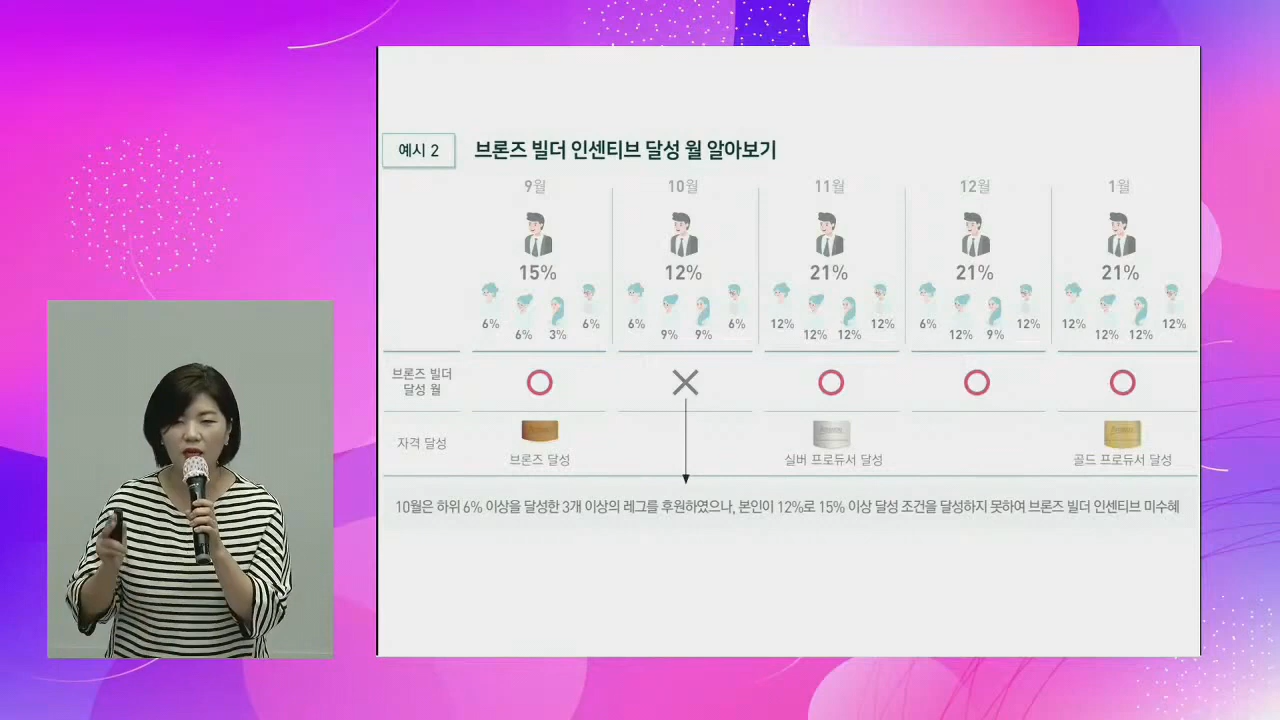 예시 2
브론즈 빌더 인센티브 달성 월 알아보기
9월 10월 11월 12월 1월
15% 12% 21% 21% 21%
6% 6% 3% 6% 6% 9% 9% 6% 12% 12% 12% 12% 6% 12% 9% 12% 12% 12% 12% 12%
브론즈 빌더
달성 월
자격 달성
브론즈 달성 실버 프로듀서 달성 골드 프로듀서 달성
10월은 하위 6% 이상을 달성한 3개 이상의 레그를 후원하였으나, 본인이 12%로 15% 이상 달성 조건을 달성하지 못하여 브론즈 빌더 인센티브 미수혜